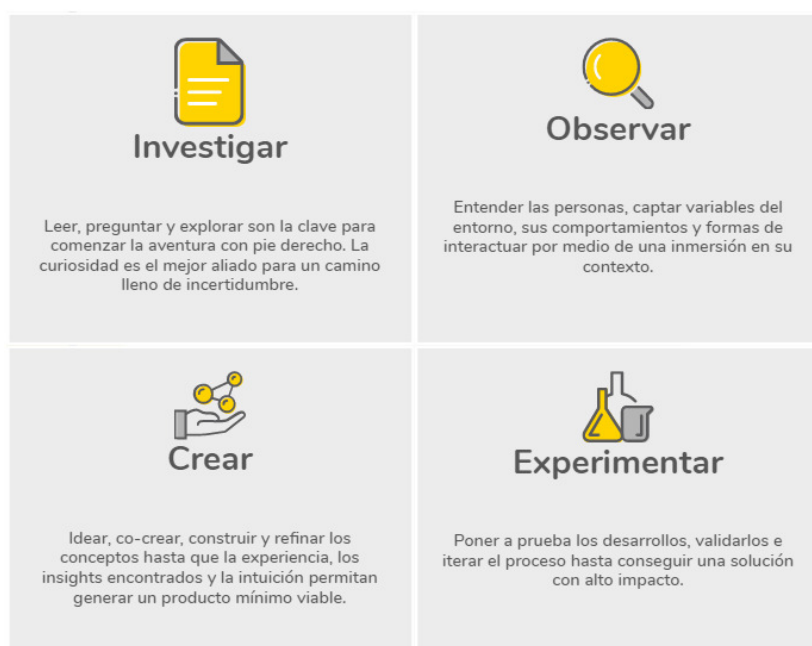 Investigar
Leer, preguntar y explorar son la clave para
comenzar la aventura con pie derecho. La
curiosidad es el mejor aliado para un camino
lleno de incertidumbre.
Observar
Entender las personas, captar variables del
entorno, sus comportamientos y formas de
interactuar por medio de una inmersión en su
contexto.
Crear
Idear, co-crear, construir y refinar los
conceptos hasta que la experiencia, los
insights encontrados y la intuición permitan
generar un producto mínimo viable.
Experimentar
Poner a prueba los desarrollos, validarlos e
iterar el proceso hasta conseguir una solución
con alto impacto.